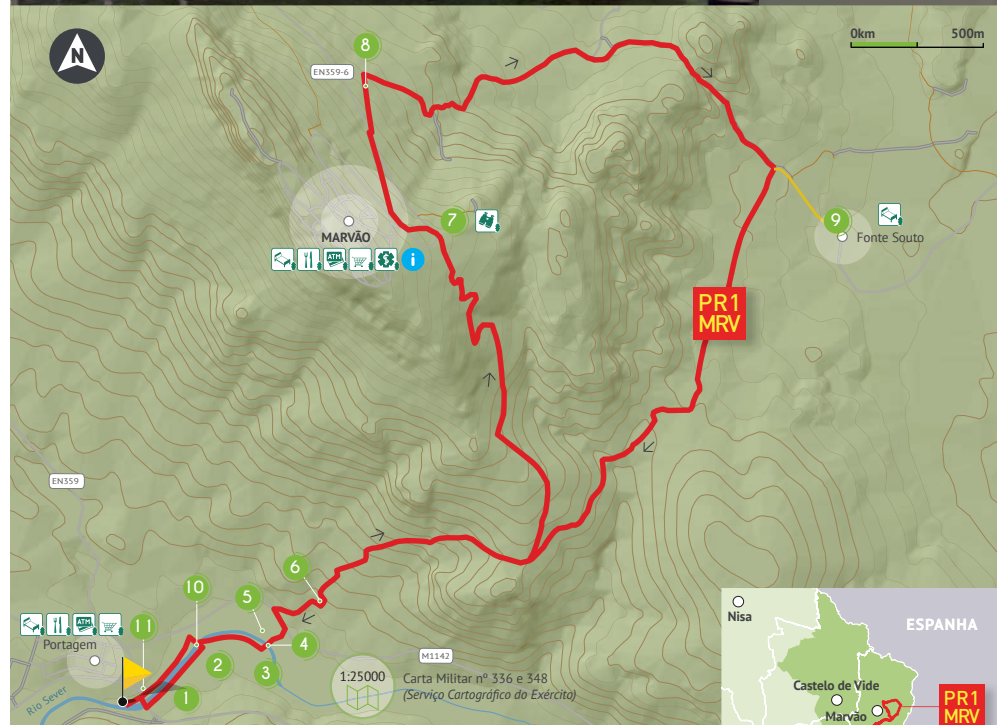 N
8
EN359-6
0km 500m
7
MARVÃO
ATM
i
9
Fonte Souto
PR1
MRV
EN359
6
10
5
ATM
11
Portagem
4
2
3
1
M1142
Rio Sever
1:25000
Carta Militar nº 336 e 348
(Serviço Cartográfico do Exército)
Nisa
ESPANHA
Castelo de Vide
Marvão
PR1
MRV